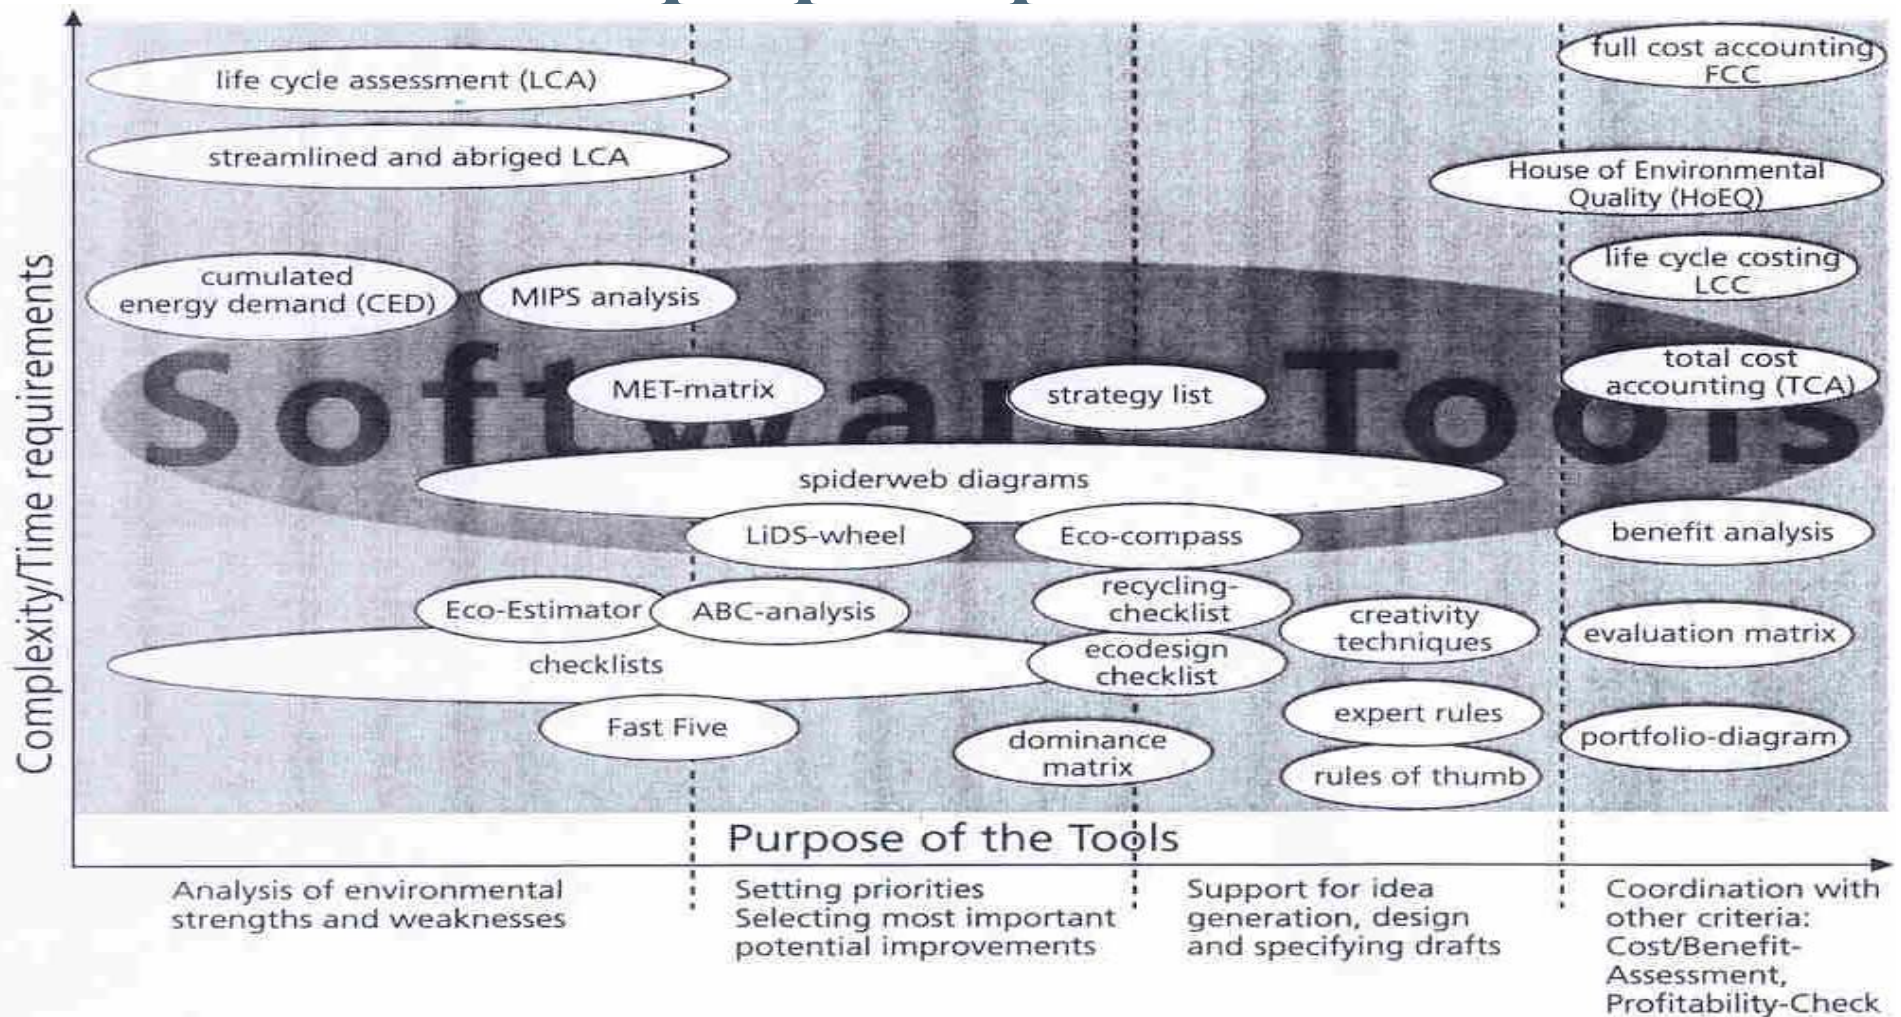 life cycle assessment (LCA)
full cost accounting
FCC
streamlined and abriged LCA
House of Environmental
Quality (HoEQ)
life cycle costing
LCC
cumulated
energy demand (CED)
MIPS analysis
total cost
accounting (TCA)
MET-matrix
strategy list
Software Tools
spiderweb diagrams
LiDS-wheel
Eco-compass
benefit analysis
Eco-Estimator
ABC-analysis
recycling-
checklist
creativity
techniques
evaluation matrix
checklists
ecodesign
checklist
Fast Five
expert rules
dominance
matrix
portfolio-diagram
rules of thumb
Complexity/Time requirements
Purpose of the Tools
Analysis of environmental
strengths and weaknesses
Setting priorities
Selecting most important
potential improvements
Support for idea
generation, design
and specifying drafts
Coordination with
other criteria:
Cost/Benefit-
Assessment,
Profitability-Check